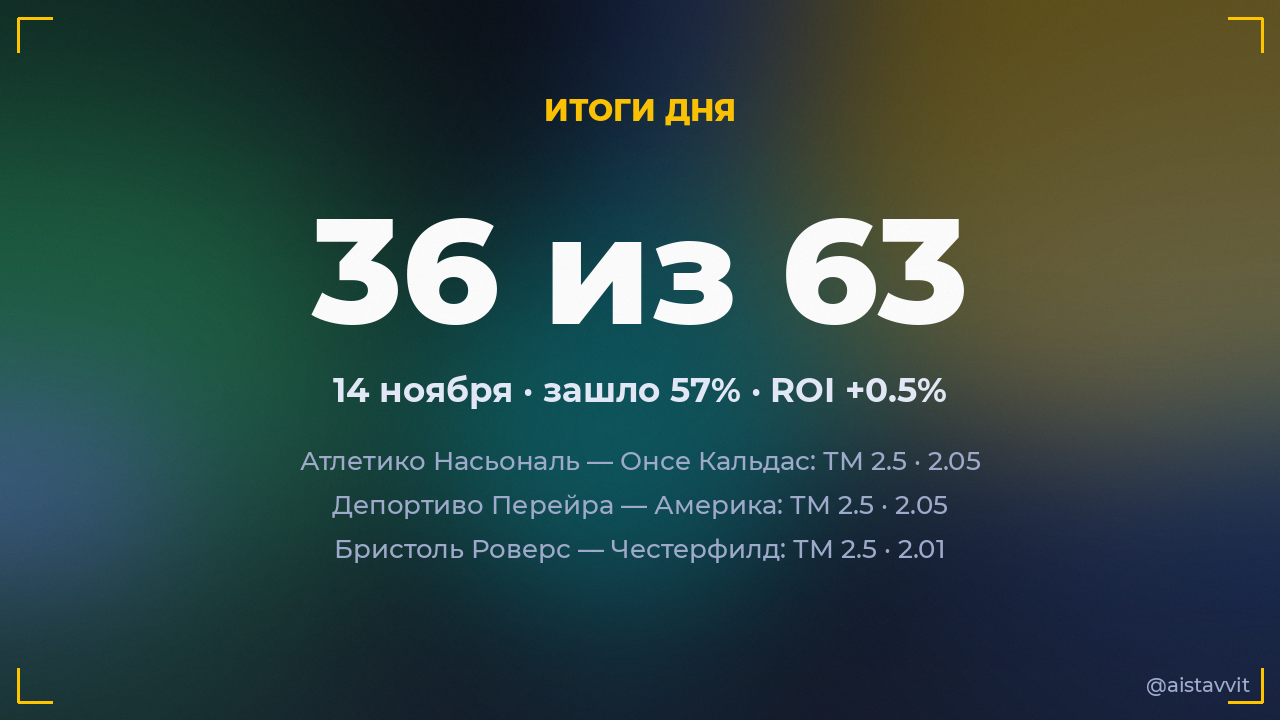 ИТОГИ ДНЯ
36 из 63
14 ноября · зашло 57% · ROI +0.5%
Атлетико Насьональ — Онсе Кальдас: ТМ 2.5 · 2.05
Депортиво Перейра — Америка: ТМ 2.5 · 2.05
Бристоль Роверс — Честерфилд: ТМ 2.5 · 2.01
@aistavvit